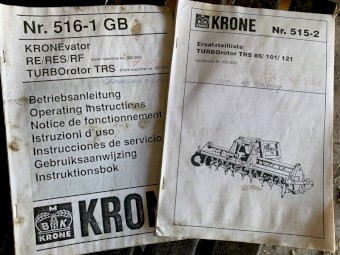 Nr. 516-1 GB
KRONEvator
RE/RES/RF
TURBOrotor TRS
Betriebsanleitung
Operating Instructions
Notice de fonctionnement
Istruzioni d'uso
Instrucciones de servicio
Gebruiksaanwijzing
Instruktionsbok
M
B K
KRONE
KRONE
KRONE
Nr. 515-2
Ersatzteilliste:
TURBOrotor TRS 85/101/121